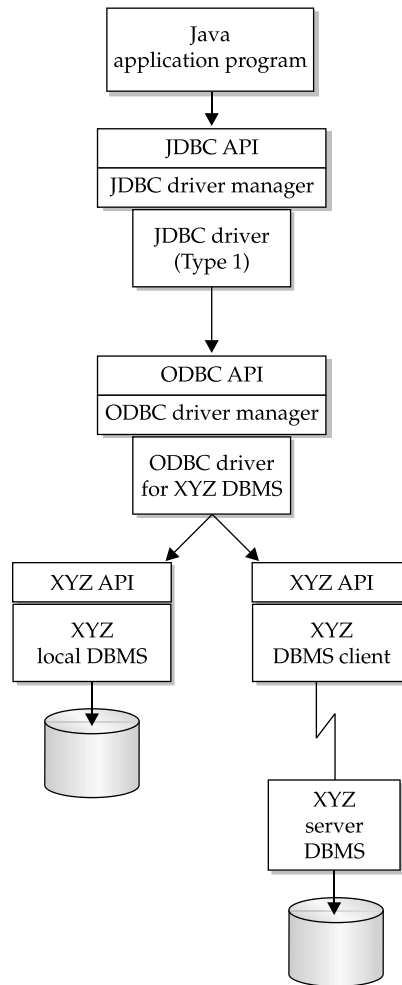 Java
application program
JDBC API
JDBC driver manager
JDBC driver
(Type 1)
ODBC API
ODBC driver manager
ODBC driver
for XYZ DBMS
XYZ API
XYZ
local DBMS
XYZ API
XYZ
DBMS client
XYZ
server
DBMS